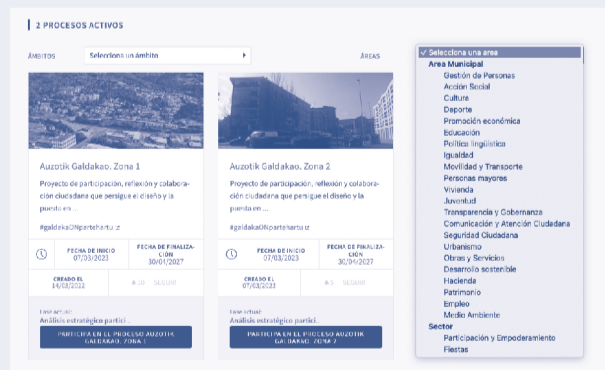 2 PROCESOS ACTIVOS
ÁMBITOS
Selecciona un ámbito
ÁREAS
Auzotik Galdakao. Zona 1
Proyecto de participación, reflexión y colabora-
ción ciudadana que persigue el diseño y la
puesta en ...
#galdakaONpartehartu
FECHA DE INICIO
07/03/2023
FECHA DE FINALIZA-
CIÓN
30/04/2027
CREADO EL
14/03/2022
SEGUIR
Fase actual:
Análisis estratégico partici...
PARTICIPA EN EL PROCESO AUZOTIK
GALDAKAO. ZONA 1
Auzotik Galdakao. Zona 2
Proyecto de participación, reflexión y colabora-
ción ciudadana que persigue el diseño y la
puesta en ...
#galdakaONpartehartu
FECHA DE INICIO
07/03/2023
FECHA DE FINALIZA-
CIÓN
30/04/2027
CREADO EL
07/03/2023
SEGUIR
Fase actual:
Análisis estratégico partici...
PARTICIPA EN EL PROCESO AUZOTIK
GALDAKAO. ZONA 2
✓ Selecciona una area
Area Municipal
Gestión de Personas
Acción Social
Cultura
Deporte
Promoción económica
Educación
Política lingüística
Igualdad
Movilidad y Transporte
Personas mayores
Vivienda
Juventud
Transparencia y Gobernanza
Comunicación y Atención Ciudadana
Seguridad Ciudadana
Urbanismo
Obras y Servicios
Desarrollo sostenible
Hacienda
Patrimonio
Empleo
Medio Ambiente
Sector
Participación y Empoderamiento
Fiestas